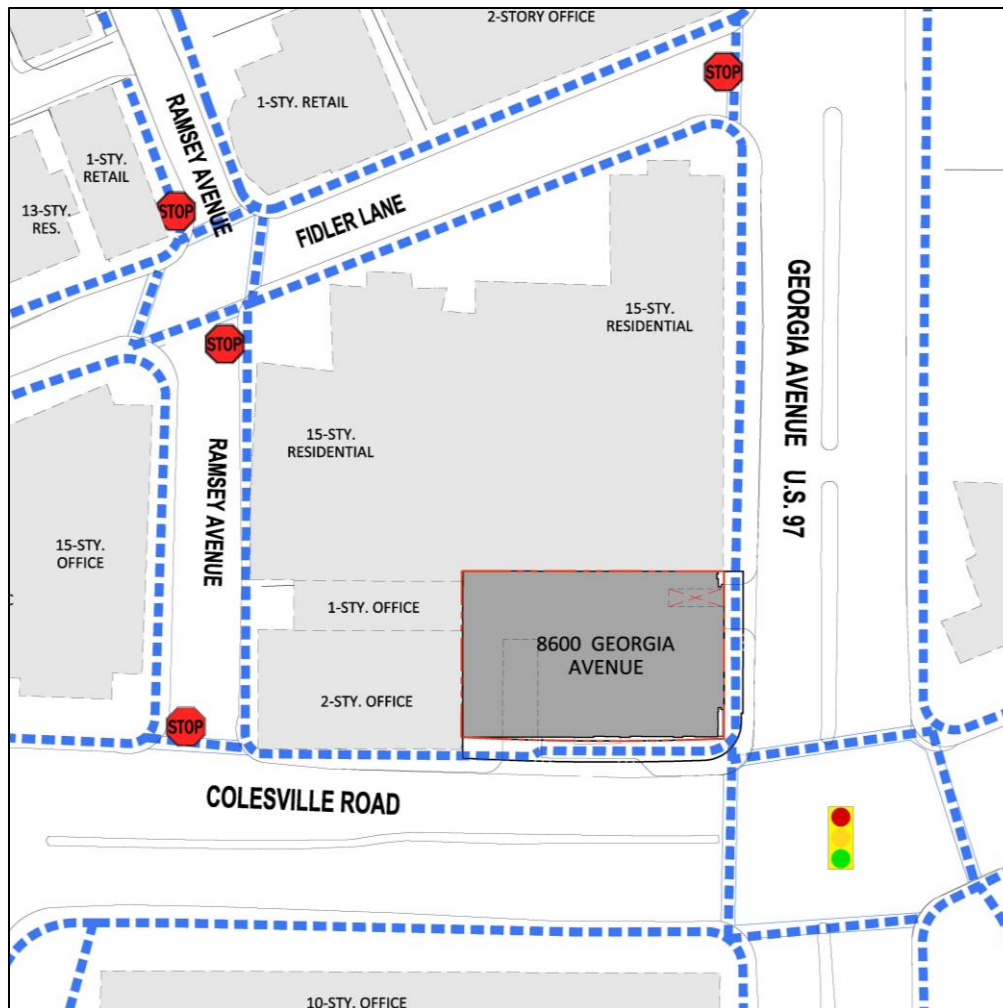 2-STORY OFFICE
STOP
1-STY. RETAIL
RAMSEY AVENUE
1-STY.
RETAIL
STOP
13-STY.
RES.
FIDLER LANE
GEORGIA AVENUE U.S. 97
15-STY.
RESIDENTIAL
STOP
15-STY.
RESIDENTIAL
RAMSEY AVENUE
15-STY.
OFFICE
1-STY. OFFICE
8600 GEORGIA
AVENUE
2-STY. OFFICE
STOP
COLESVILLE ROAD
10-STY. OFFICE